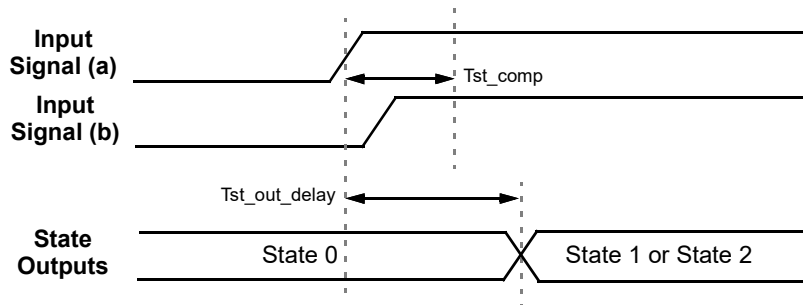 Input
Signal (a)
Tst_comp
Input
Signal (b)
Tst_out_delay
State
Outputs
State 0
State 1 or State 2